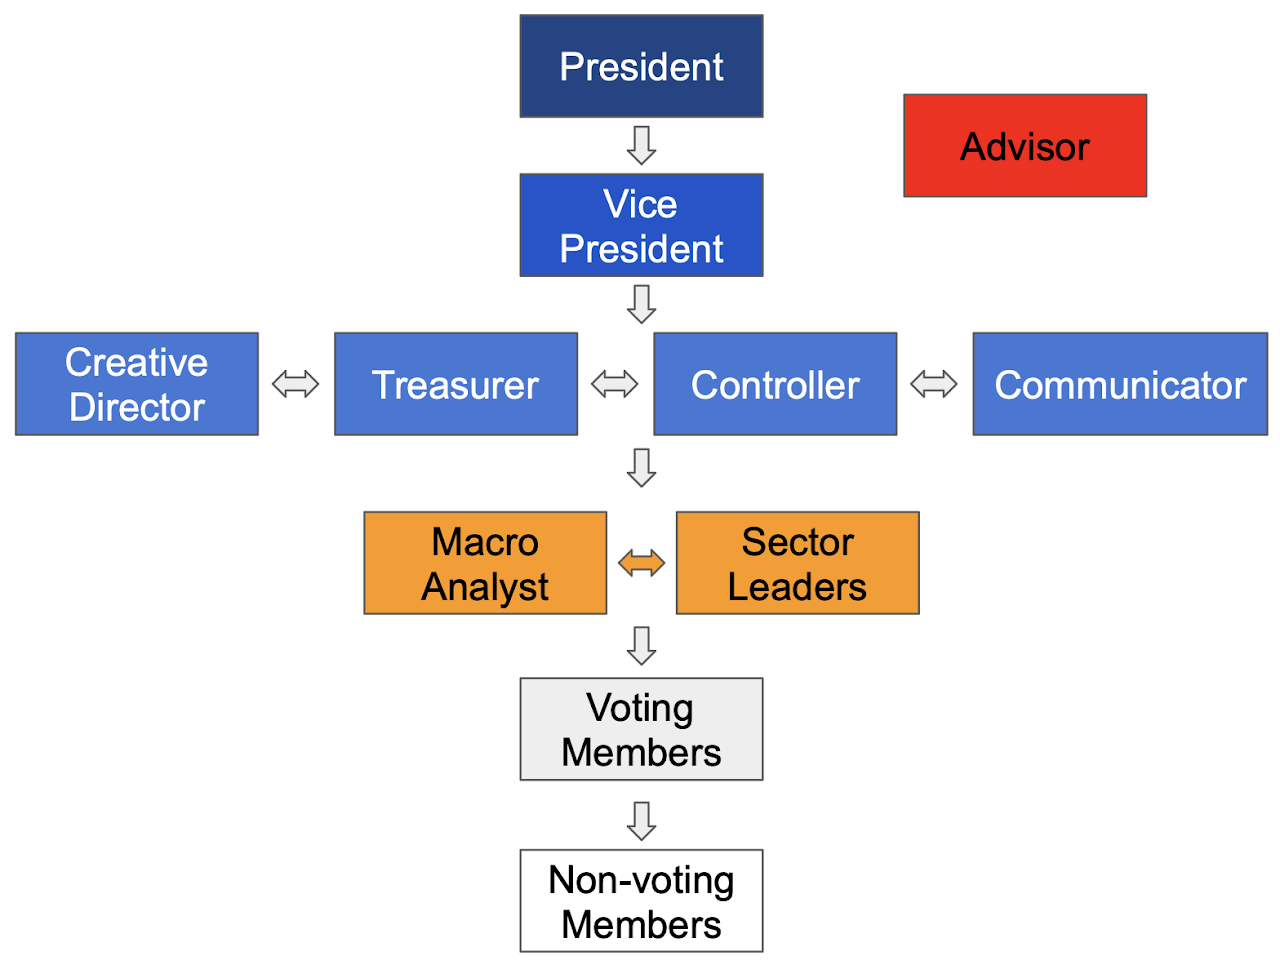 President
Advisor
Vice
President
Creative
Director
Treasurer
Controller
Communicator
Macro
Analyst
Sector
Leaders
Voting
Members
Non-voting
Members